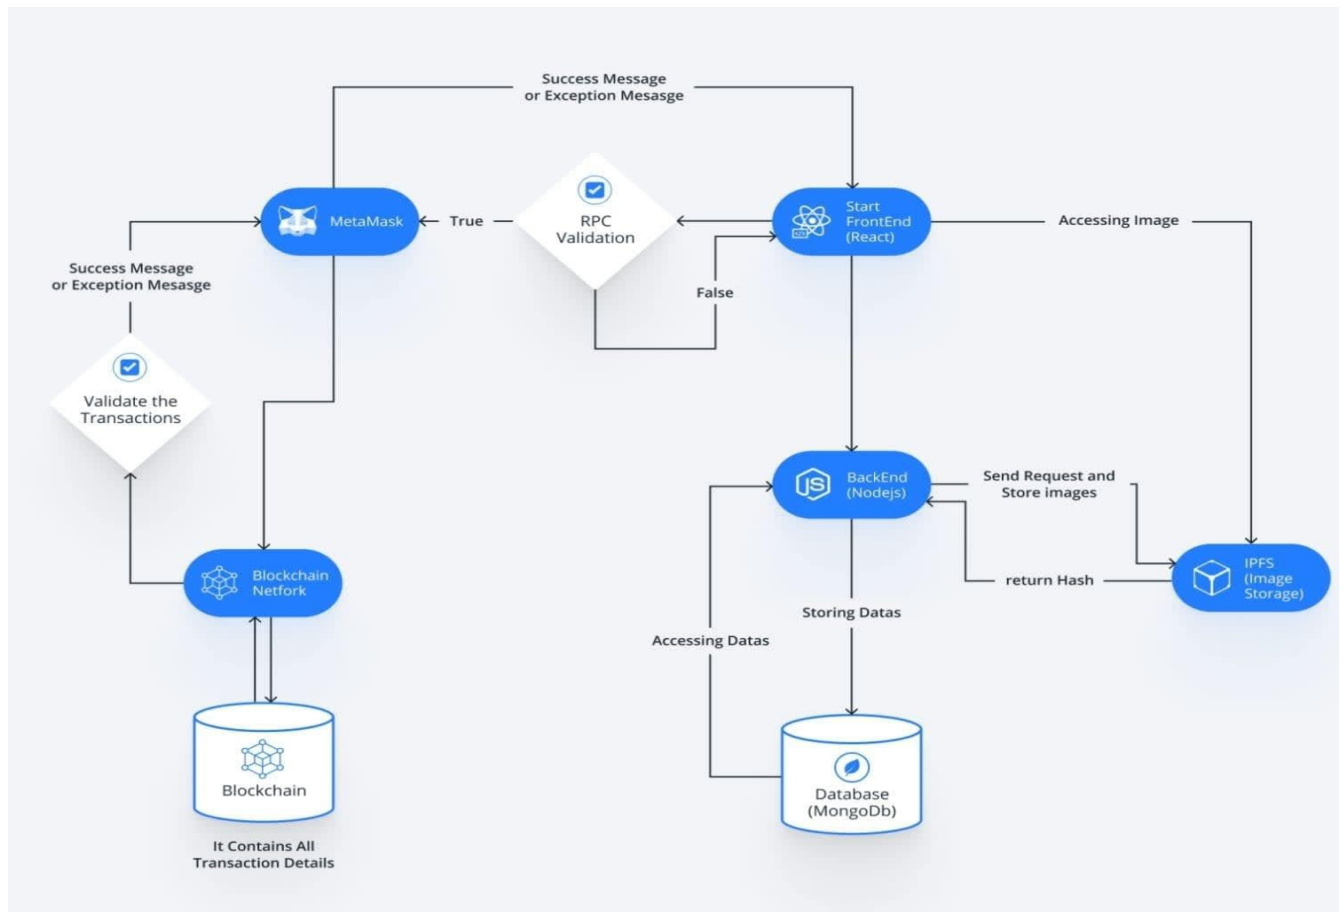 Success Message
or Exception Mesasge
MetaMask
True
RPC
Validation
Start
FrontEnd
(React)
Accessing Image
Success Message
or Exception Mesasge
False
Validate the
Transactions
BackEnd
(Nodejs)
JS
Send Request and
Store images
Blockchain
Netfork
IPFS
(Image
Storage)
return Hash
Storing Datas
Accessing Datas
Blockchain
Database
(MongoDb)
It Contains All
Transaction Details